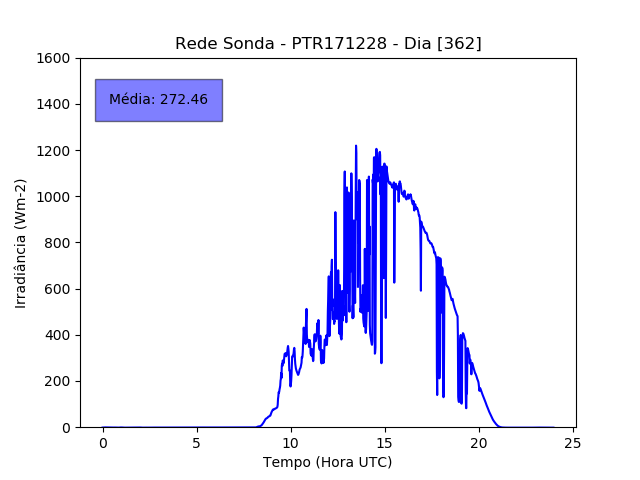 Rede Sonda - PTR171228 - Dia [362]
1600
1400
1200
1000
800
600
400
200
0
Irradiância (Wm-2)
Média: 272.46
0 5 10 15 20 25
Tempo (Hora UTC)